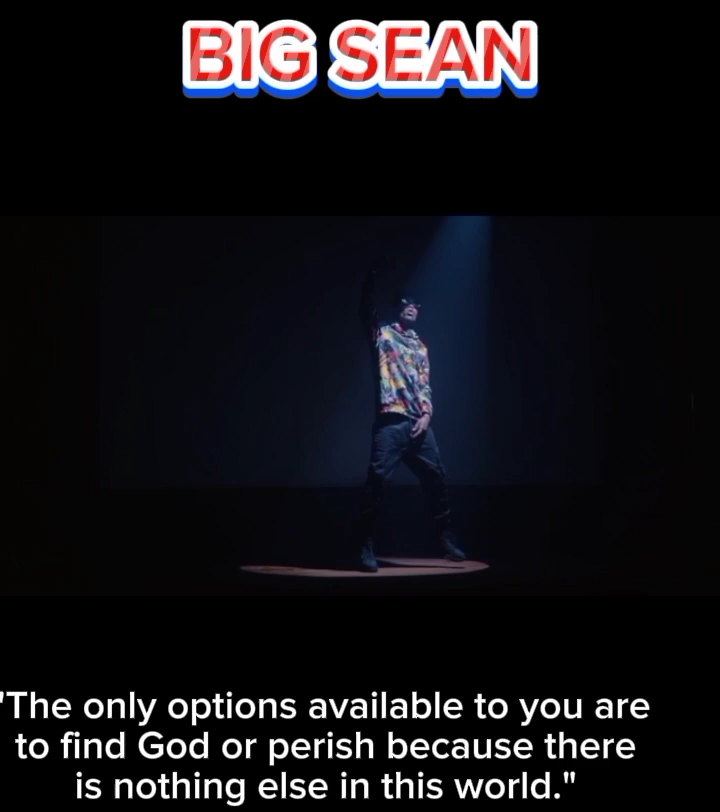 BIG SEAN
"The only options available to you are
to find God or perish because there
is nothing else in this world."